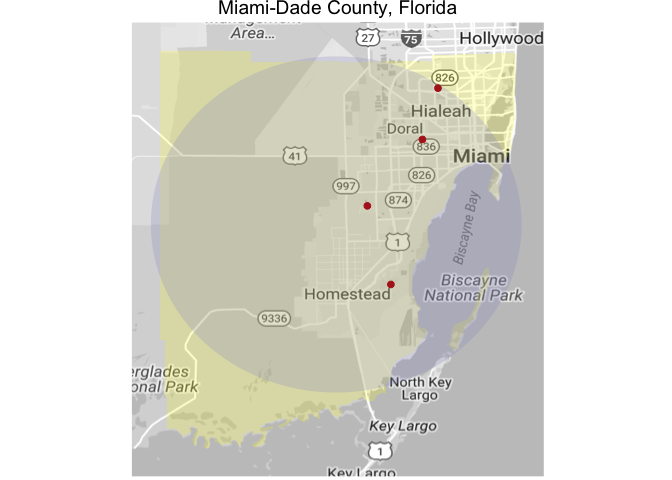 Miami-Dade County, Florida
Area...
27
75
Hollywood
826
Hialeah
Doral
836
41
Miami
826
997
874
Biscayne Bay
1
Biscayne
National Park
Homestead
9336
erglades
onal Park
North Key
Largo
Key Largo
1
Key Largo